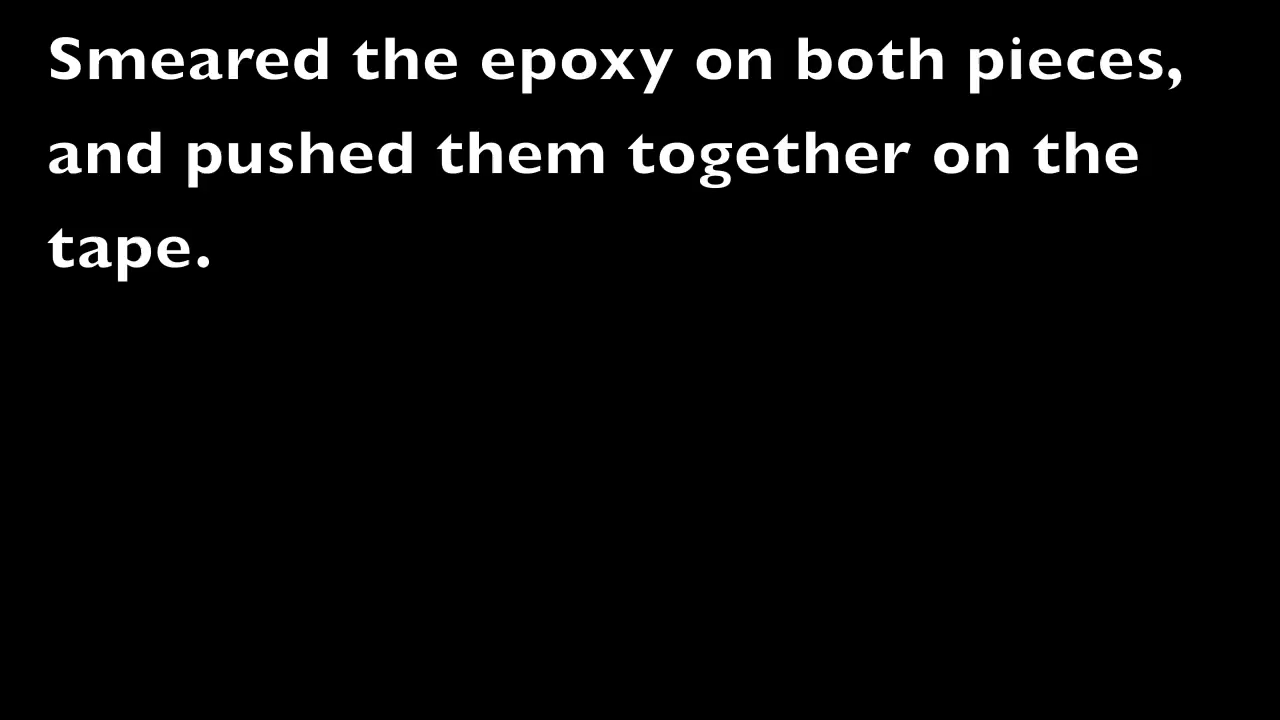 Smeared the epoxy on both pieces,
and pushed them together on the
tape.